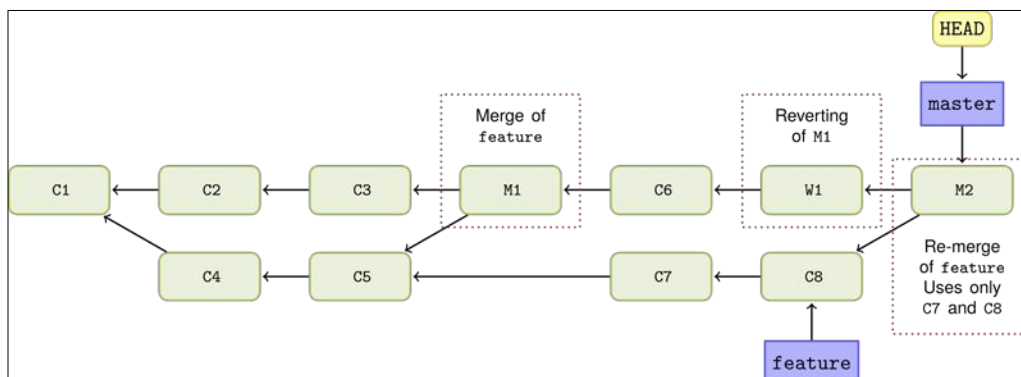 HEAD
master
Merge of
feature
Reverting
of M1
C1
C2
C3
M1
C6
W1
M2
C4
C5
C7
C8
Re-merge
of feature
Uses only
C7 and C8
feature